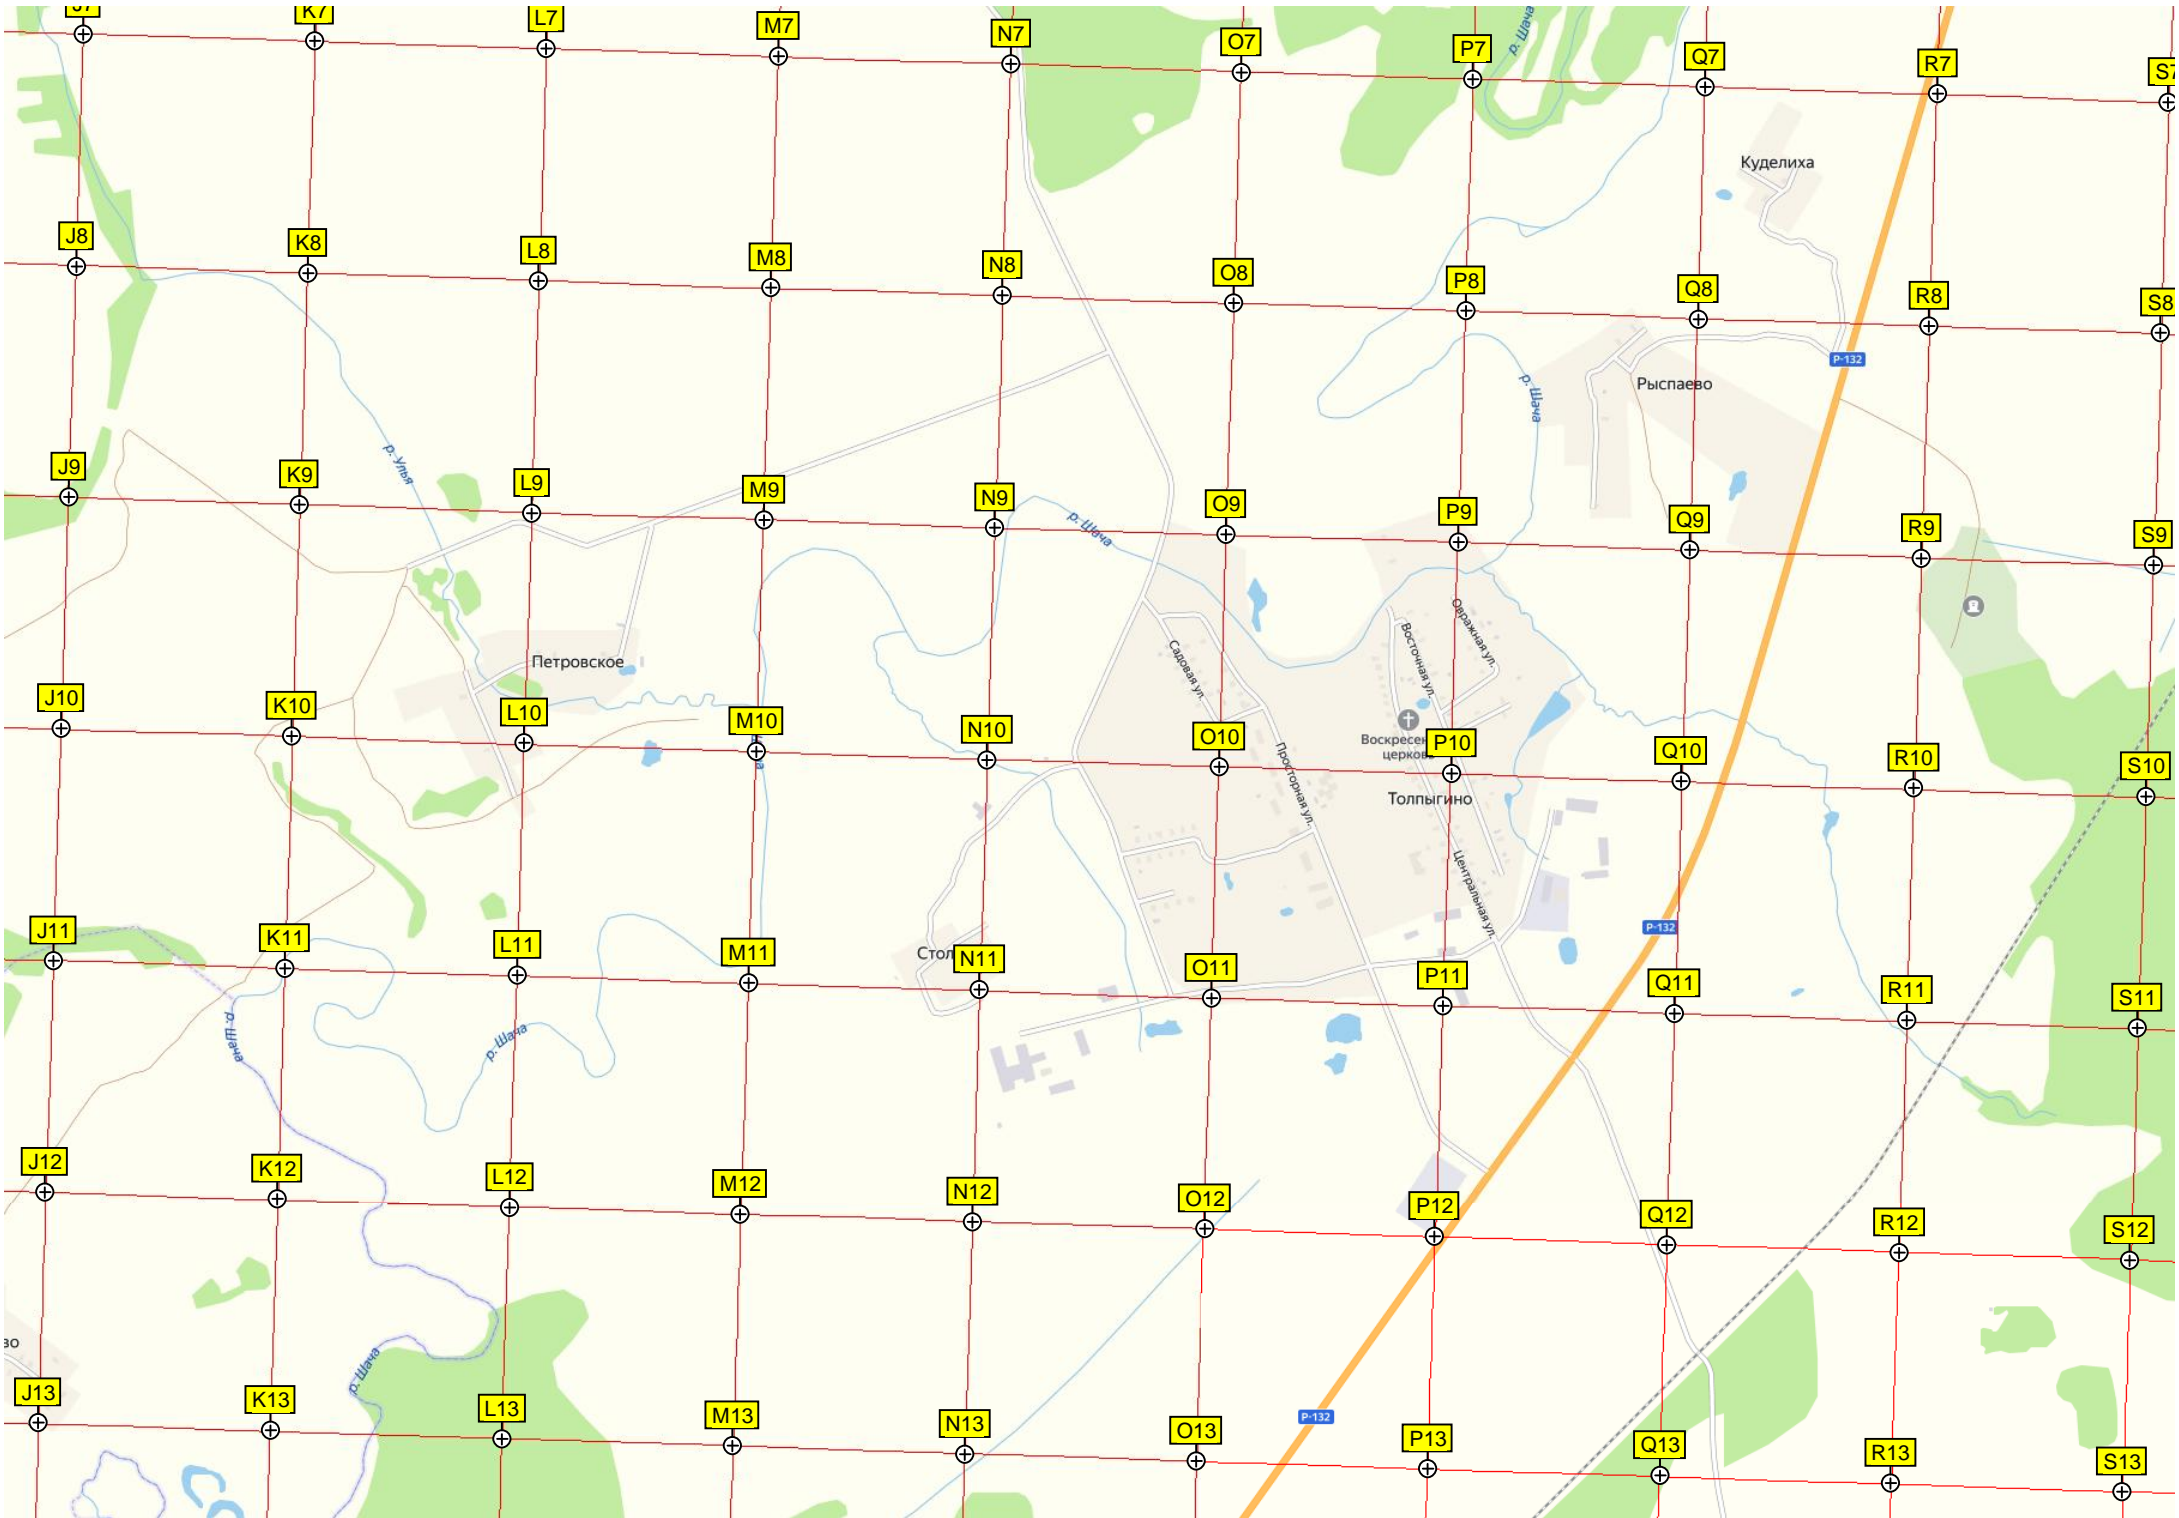 J7 K7 L7 M7 N7 O7 P7 Q7 R7 S7
р. Шача
Куделиха
J8 K8 L8 M8 N8 O8 P8 Q8 R8 S8
Р-132
Рыспаево
р. Шача
р. Улья
J9 K9 L9 M9 N9 O9 P9 Q9 R9 S9
р. Шача
Овражная ул.
Восточная ул.
Садовая ул.
Петровское
J10 K10 L10 M10 N10 O10 P10 Q10 R10 S10
Воскресен
церковь
Просторная ул.
Толпыгино
Центральная ул.
Р-132
J11 K11 L11 M11 N11 O11 P11 Q11 R11 S11
Стол
р. Шача
р. Шача
J12 K12 L12 M12 N12 O12 P12 Q12 R12 S12
во
р. Шача
J13 K13 L13 M13 N13 O13 P13 Q13 R13 S13
Р-132